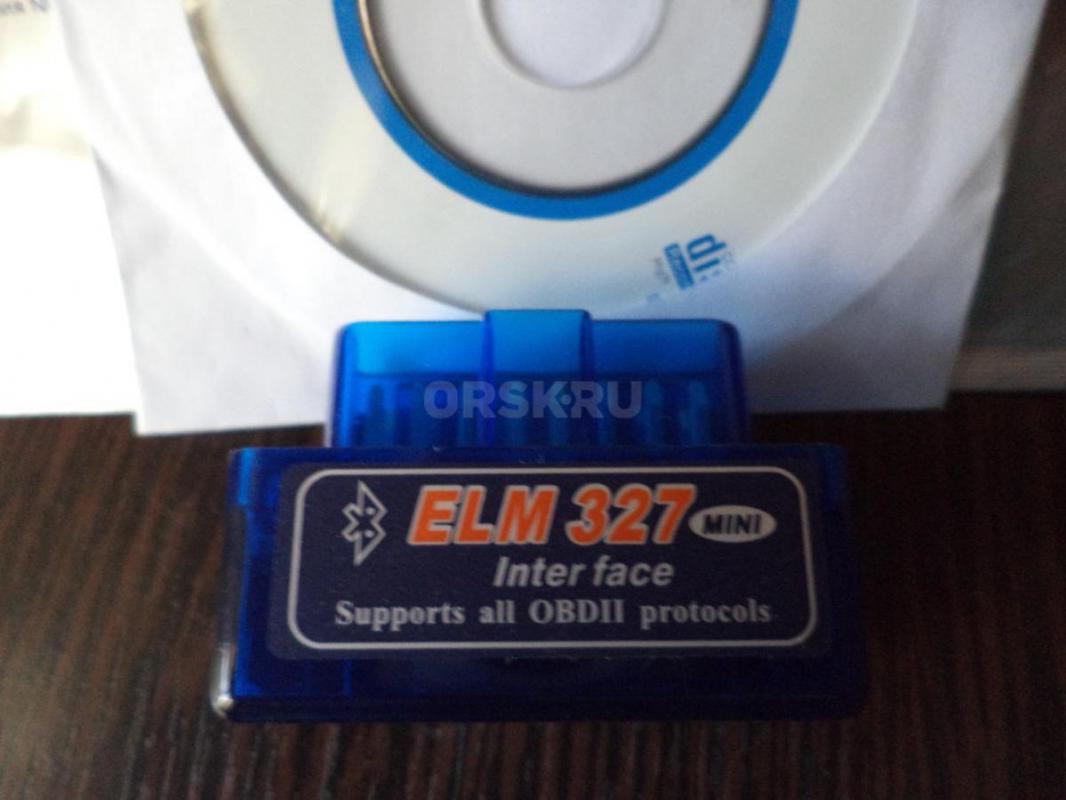 ORSK.RU
ELM 327 MINI
Inter face
Supports all OBDII protocols